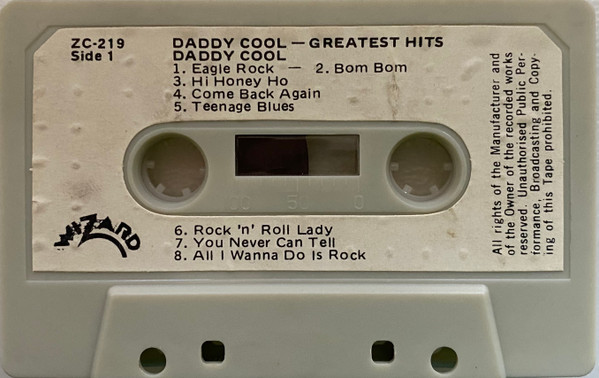 ZC-219
Side 1
DADDY COOL — GREATEST HITS
DADDY COOL
1. Eagle Rock — 2. Bom Bom
3. Hi Honey Ho
4. Come Back Again
5. Teenage Blues
50 0
WIZARD
6. Rock 'n' Roll Lady
7. You Never Can Tell
8. All I Wanna Do Is Rock
All rights of the Manufacturer and
of the Owner of the recorded works
reserved. Unauthorised Public Per-
formance, Broadcasting and Copy-
ing of this Tape prohibited.